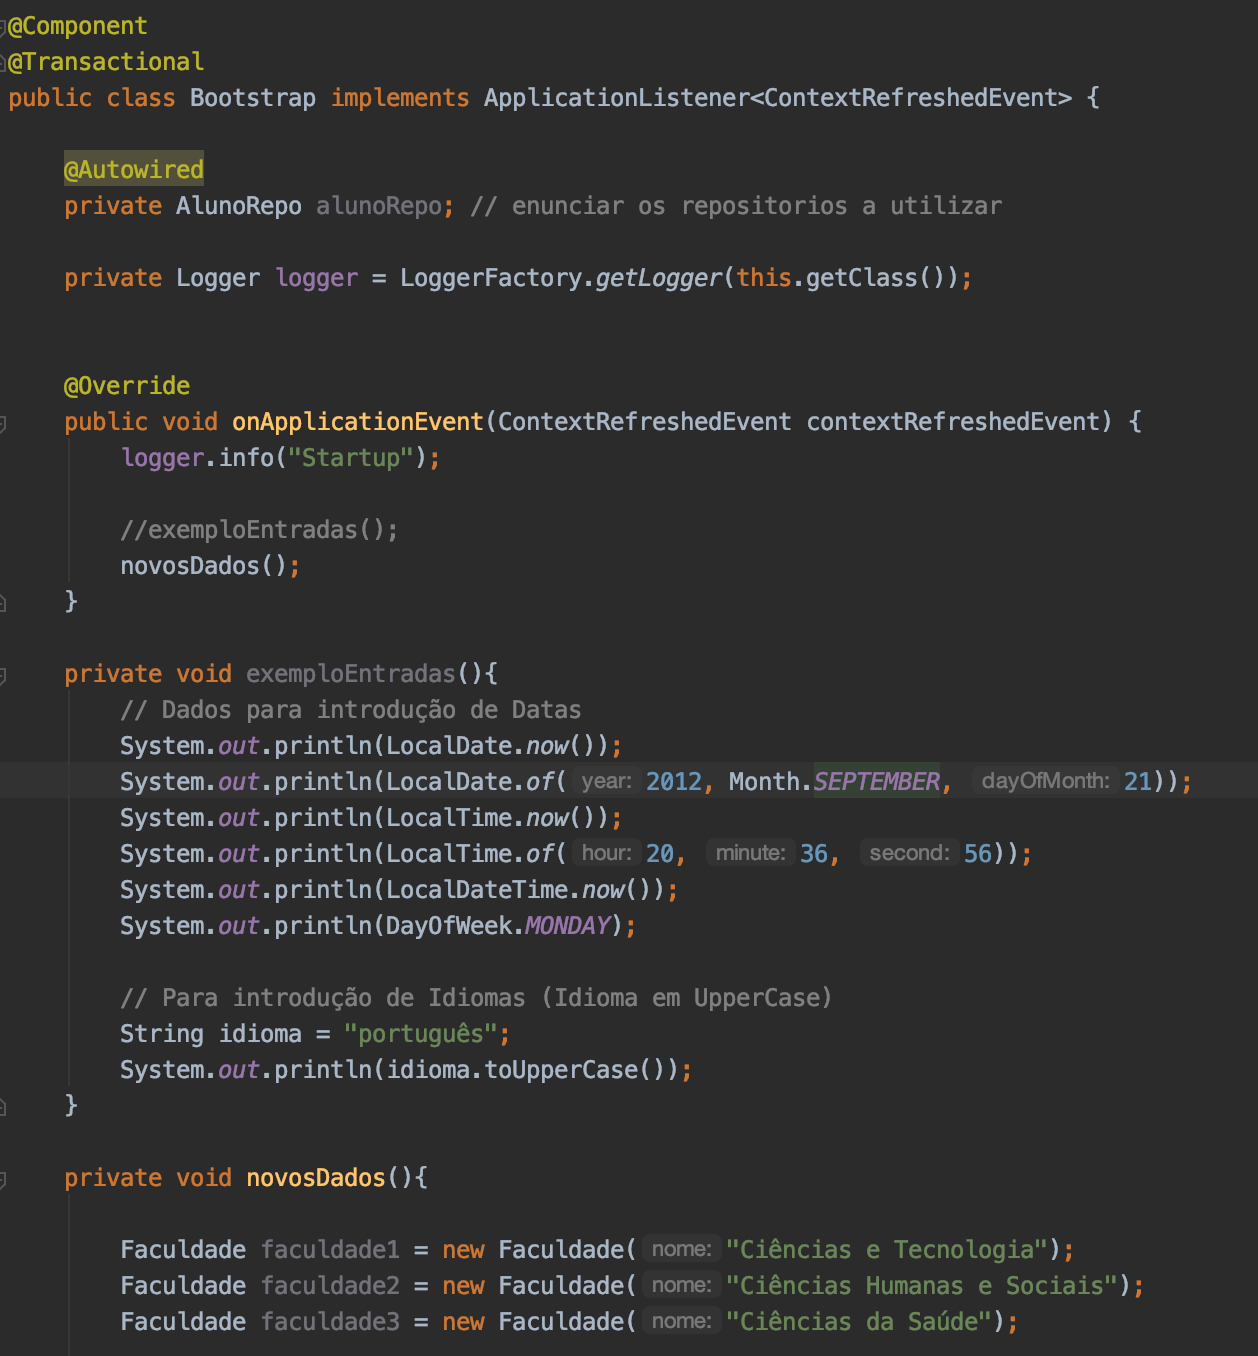 @Component
@Transactional
public class Bootstrap implements ApplicationListener<ContextRefreshedEvent> {
@Autowired
private AlunoRepo alunoRepo; // enunciar os repositorios a utilizar
private Logger logger = LoggerFactory.getLogger(this.getClass());
@Override
public void onApplicationEvent(ContextRefreshedEvent contextRefreshedEvent) {
logger.info("Startup");
//exemploEntradas();
novosDados();
}
private void exemploEntradas(){
// Dados para introdução de Datas
System.out.println(LocalDate.now());
System.out.println(LocalDate.of( year: 2012, Month.SEPTEMBER, dayOfMonth: 21));
System.out.println(LocalTime.now());
System.out.println(LocalTime.of( hour: 20, minute: 36, second: 56));
System.out.println(LocalDateTime.now());
System.out.println(DayOfWeek.MONDAY);
// Para introdução de Idiomas (Idioma em UpperCase)
String idioma = "português";
System.out.println(idioma.toUpperCase());
}
private void novosDados(){
Faculdade faculdade1 = new Faculdade( nome: "Ciências e Tecnologia");
Faculdade faculdade2 = new Faculdade( nome: "Ciências Humanas e Sociais");
Faculdade faculdade3 = new Faculdade( nome: "Ciências da Saúde");